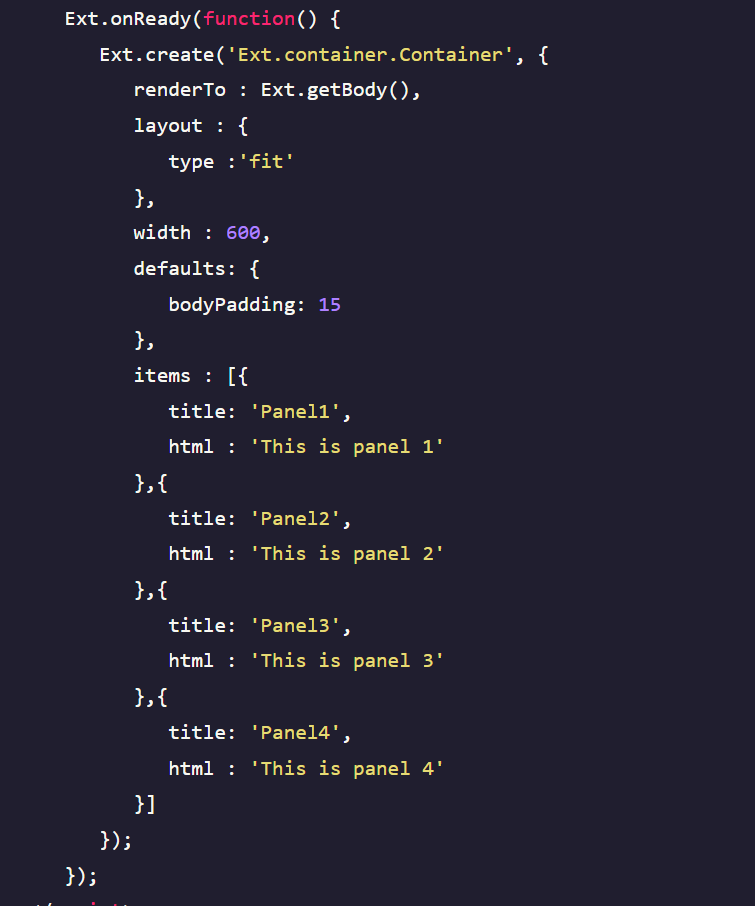 Ext.onReady(function() {
Ext.create('Ext.container.Container', {
renderTo : Ext.getBody(),
layout : {
type :'fit'
},
width : 600,
defaults: {
bodyPadding: 15
},
items : [{
title: 'Panel1',
html : 'This is panel 1'
},{
title: 'Panel2',
html : 'This is panel 2'
},{
title: 'Panel3',
html : 'This is panel 3'
},{
title: 'Panel4',
html : 'This is panel 4'
}]
});
});